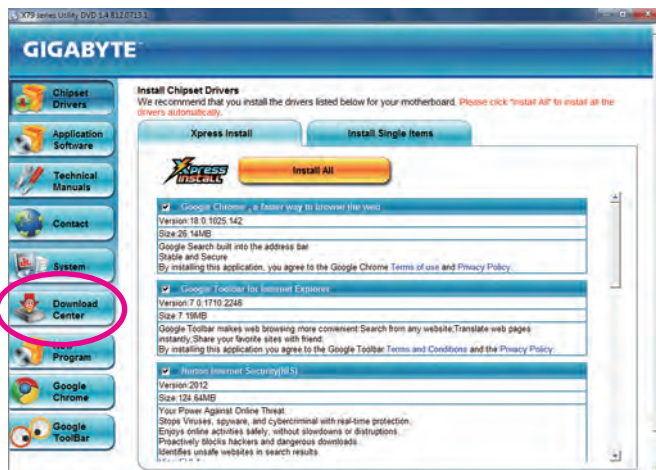 X79 series Utility DVD 1.4 B12.0713.1
GIGABYTE™
Chipset
Drivers
Application
Software
Technical
Manuals
Contact
System
Download
Center
Program
Google
Chrome
Google
ToolBar
Install Chipset Drivers
We recommend that you install the drivers listed below for your motherboard. Please click "Install All" to install all the
drivers automatically.
Xpress Install
Install Single Items
Xpress
INSTALL
Install All
Google Chrome , a faster way to browse the web
Version:18.0.1025.142
Size:26.14MB
Google Search built into the address bar
Stable and Secure
By installing this application, you agree to the Google Chrome Terms of use and Privacy Policy.
Google Toolbar for Internet Explorer
Version:7.0.1710.2246
Size:7.19MB
Google Toolbar makes web browsing more convenient:Search from any website;Translate web pages
instantly;Share your favorite sites with friend.
By installing this application you agree to the Google Toolbar Terms and Conditions and the Privacy Policy.
Norton Internet Security(NIS)
Version:2012
Size:124.64MB
Your Power Against Online Threat
Stops Viruses, spyware, and cybercriminal with real-time protection.
Enjoys online activities safely, without slowdowns or distruptions.
Proactively blocks hackers and dangerous downloads.
Identifies unsafe websites in search results.